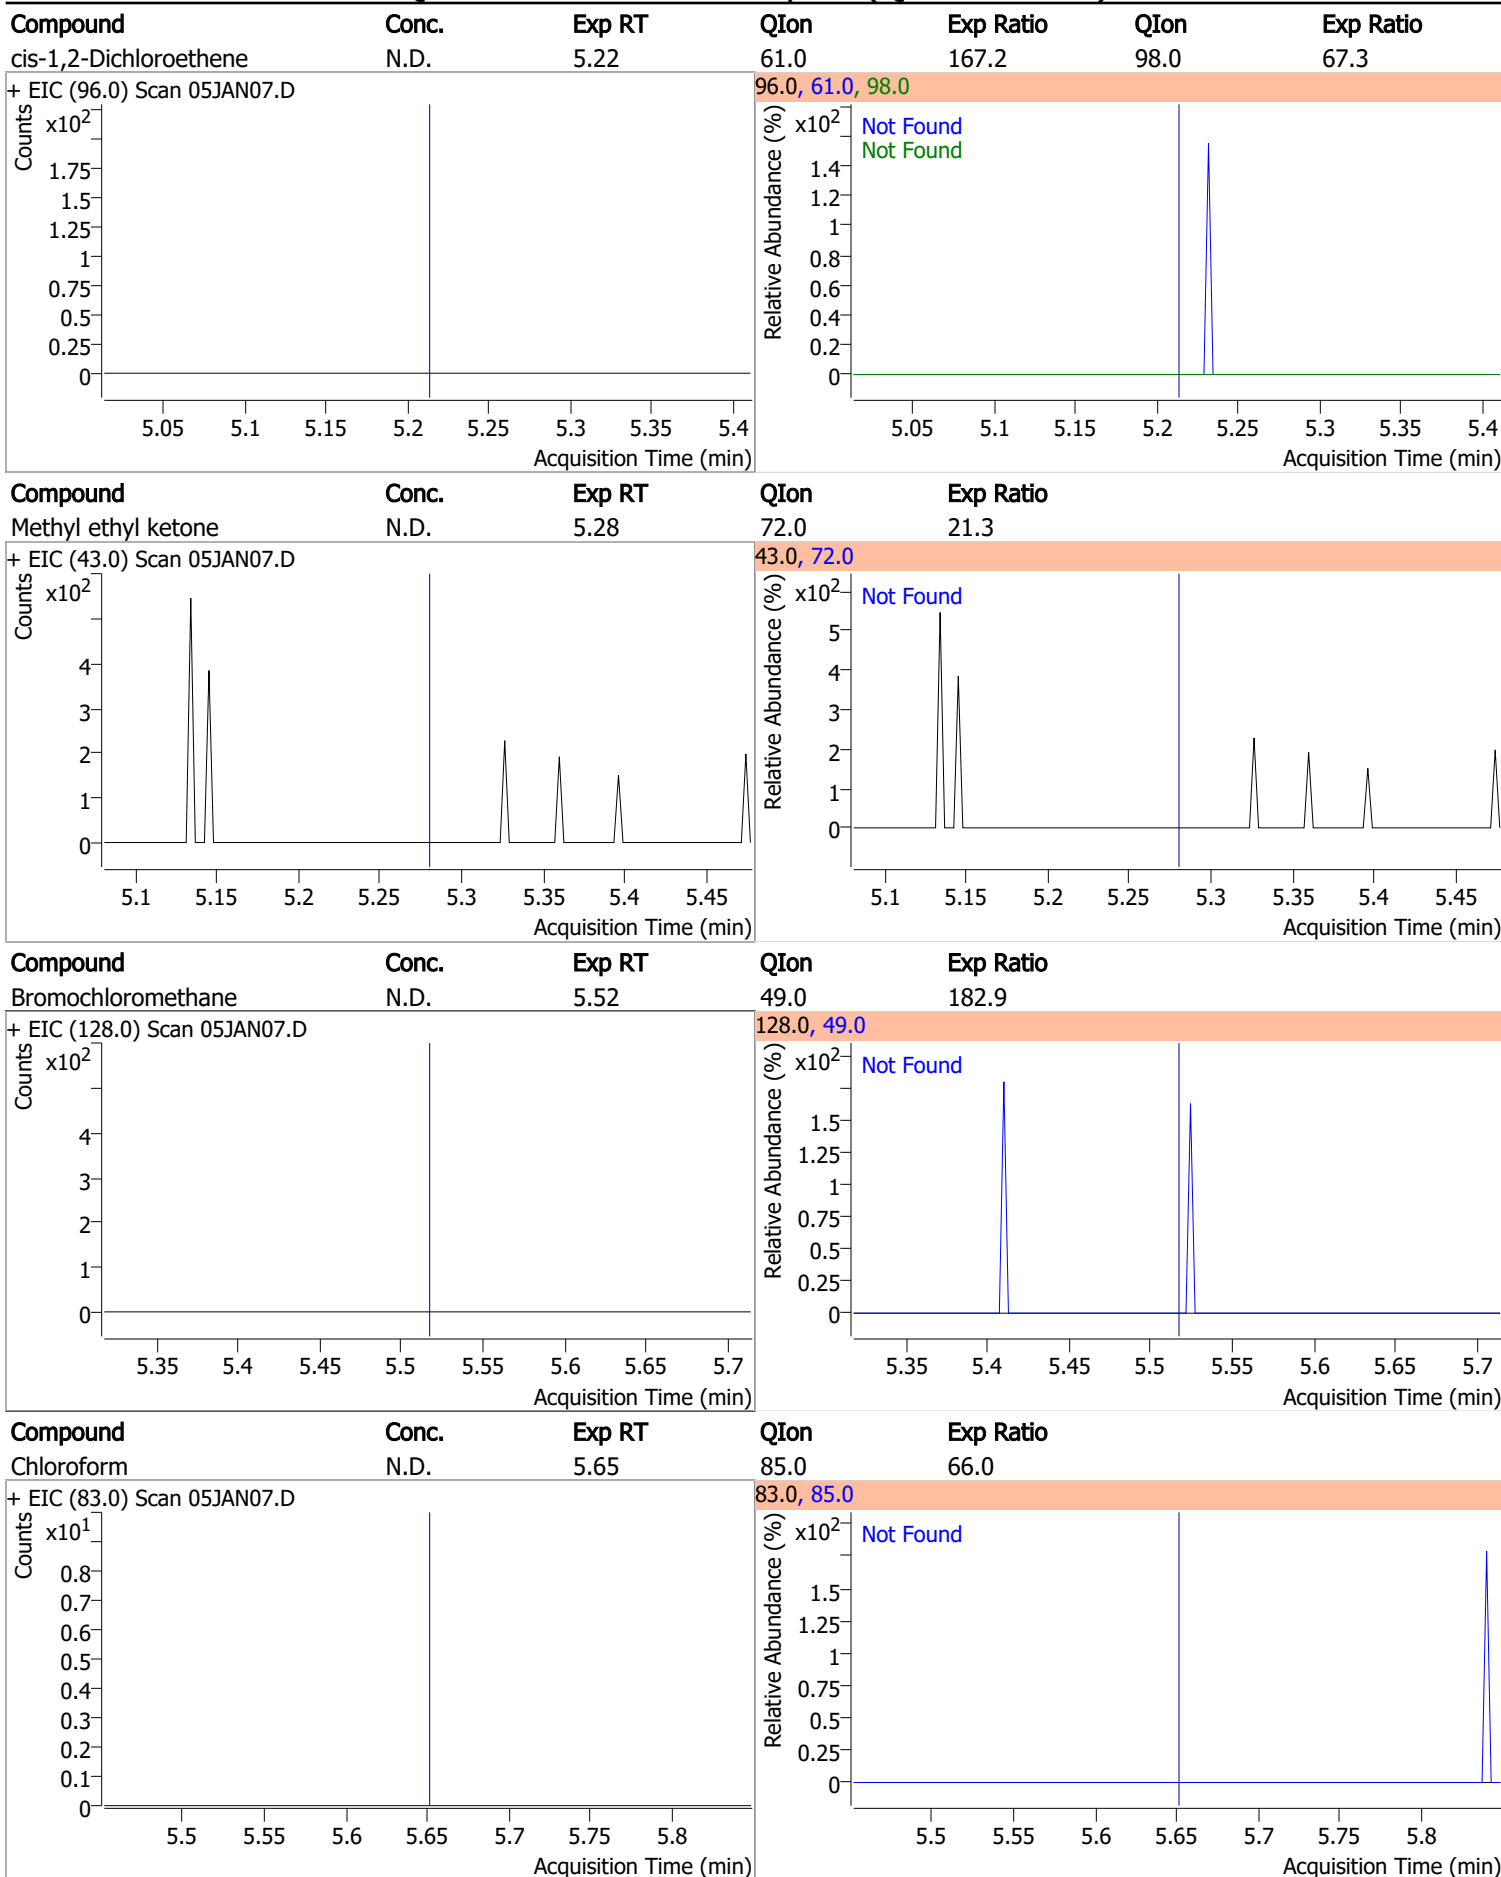 Compound Conc. Exp RT QIon Exp Ratio QIon Exp Ratio
cis-1,2-Dichloroethene N.D. 5.22 61.0 167.2 98.0 67.3
+ EIC (96.0) Scan 05JAN07.D
Counts
x10²
1.75
1.5
1.25
1
0.75
0.5
0.25
0
5.05 5.1 5.15 5.2 5.25 5.3 5.35 5.4
Acquisition Time (min)
96.0, 61.0, 98.0
Relative Abundance (%)
x10²
Not Found
Not Found
1.4
1.2
1
0.8
0.6
0.4
0.2
0
5.05 5.1 5.15 5.2 5.25 5.3 5.35 5.4
Acquisition Time (min)
Compound Conc. Exp RT QIon Exp Ratio
Methyl ethyl ketone N.D. 5.28 72.0 21.3
+ EIC (43.0) Scan 05JAN07.D
Counts
x10²
4
3
2
1
0
5.1 5.15 5.2 5.25 5.3 5.35 5.4 5.45
Acquisition Time (min)
43.0, 72.0
Relative Abundance (%)
x10²
Not Found
5
4
3
2
1
0
5.1 5.15 5.2 5.25 5.3 5.35 5.4 5.45
Acquisition Time (min)
Compound Conc. Exp RT QIon Exp Ratio
Bromochloromethane N.D. 5.52 49.0 182.9
+ EIC (128.0) Scan 05JAN07.D
Counts
x10²
4
3
2
1
0
5.35 5.4 5.45 5.5 5.55 5.6 5.65 5.7
Acquisition Time (min)
128.0, 49.0
Relative Abundance (%)
x10²
Not Found
1.5
1.25
1
0.75
0.5
0.25
0
5.35 5.4 5.45 5.5 5.55 5.6 5.65 5.7
Acquisition Time (min)
Compound Conc. Exp RT QIon Exp Ratio
Chloroform N.D. 5.65 85.0 66.0
+ EIC (83.0) Scan 05JAN07.D
Counts
x10¹
0.8
0.7
0.6
0.5
0.4
0.3
0.2
0.1
0
5.5 5.55 5.6 5.65 5.7 5.75 5.8
Acquisition Time (min)
83.0, 85.0
Relative Abundance (%)
x10²
Not Found
1.5
1.25
1
0.75
0.5
0.25
0
5.5 5.55 5.6 5.65 5.7 5.75 5.8
Acquisition Time (min)